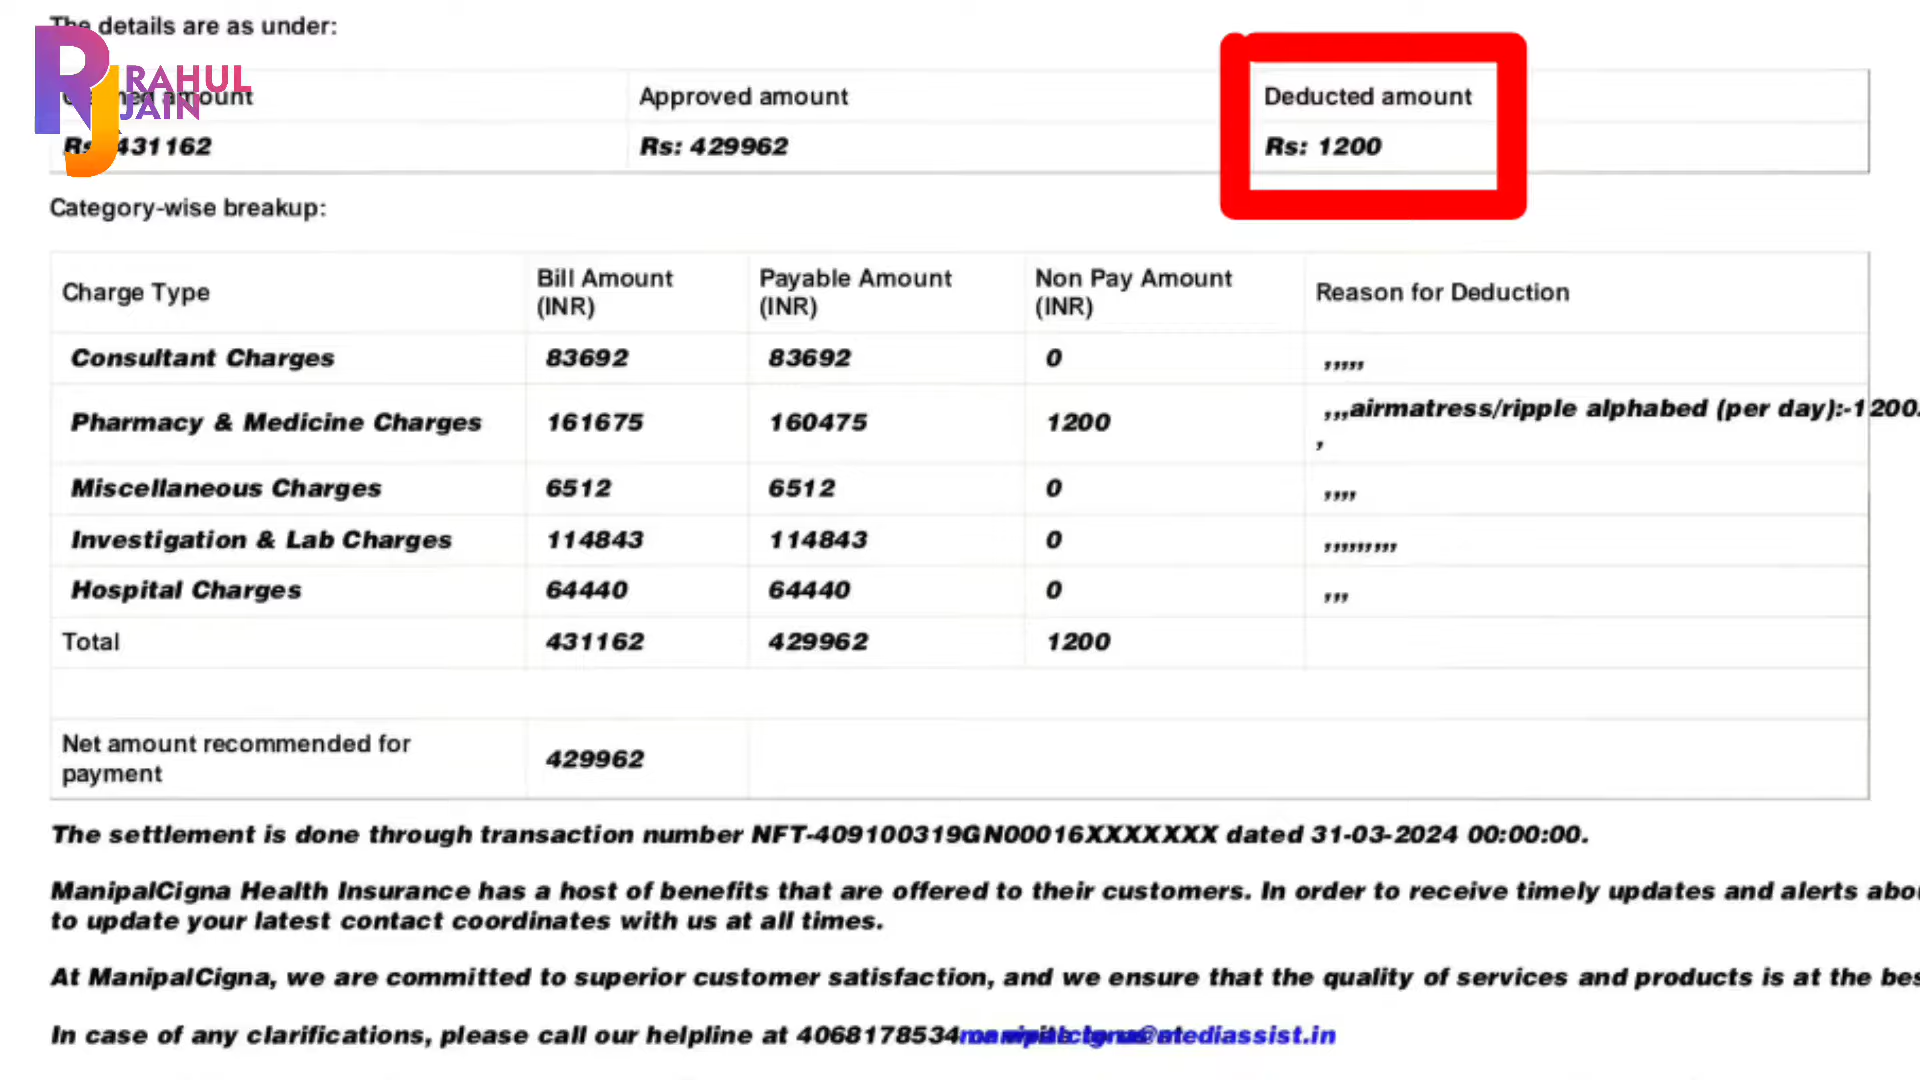 The details are as under:
RJ RAHUL JAIN
amount Approved amount Deducted amount
Rs: 431162 Rs: 429962 Rs: 1200
Category-wise breakup:
Charge Type Bill Amount (INR) Payable Amount (INR) Non Pay Amount (INR) Reason for Deduction
Consultant Charges 83692 83692 0 ,,,,,
Pharmacy & Medicine Charges 161675 160475 1200 ,,,airmatress/ripple alphabed (per day):-1200.
,
Miscellaneous Charges 6512 6512 0 ,,,,
Investigation & Lab Charges 114843 114843 0 ,,,,,,,,,
Hospital Charges 64440 64440 0 ,,,
Total 431162 429962 1200
Net amount recommended for payment 429962
The settlement is done through transaction number NFT-409100319GN00016XXXXXXX dated 31-03-2024 00:00:00.
ManipalCigna Health Insurance has a host of benefits that are offered to their customers. In order to receive timely updates and alerts
to update your latest contact coordinates with us at all times.
At ManipalCigna, we are committed to superior customer satisfaction, and we ensure that the quality of services and products is at the
In case of any clarifications, please call our helpline at 4068178534